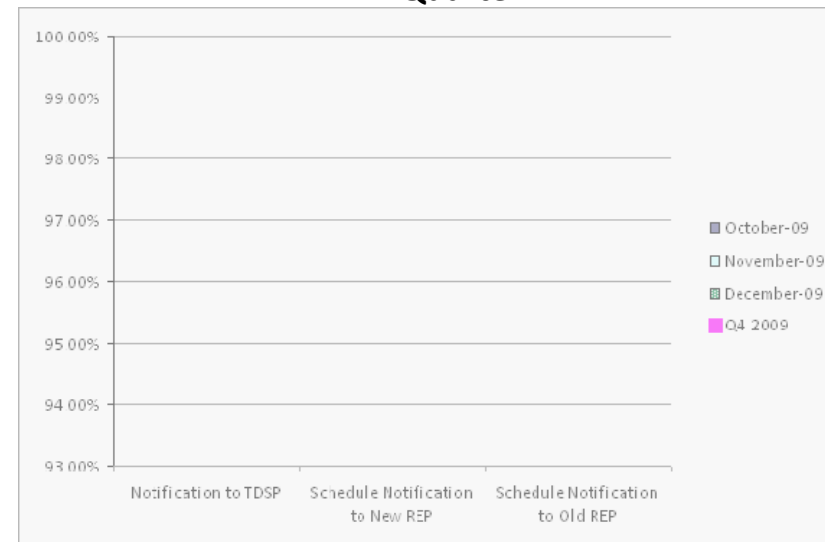 100.00%
99.00%
98.00%
97.00%
96.00%
95.00%
94.00%
93.00%
Notification to TDSP
Schedule Notification
to New REP
Schedule Notification
to Old REP
October-09
November-09
December-09
Q4 2009